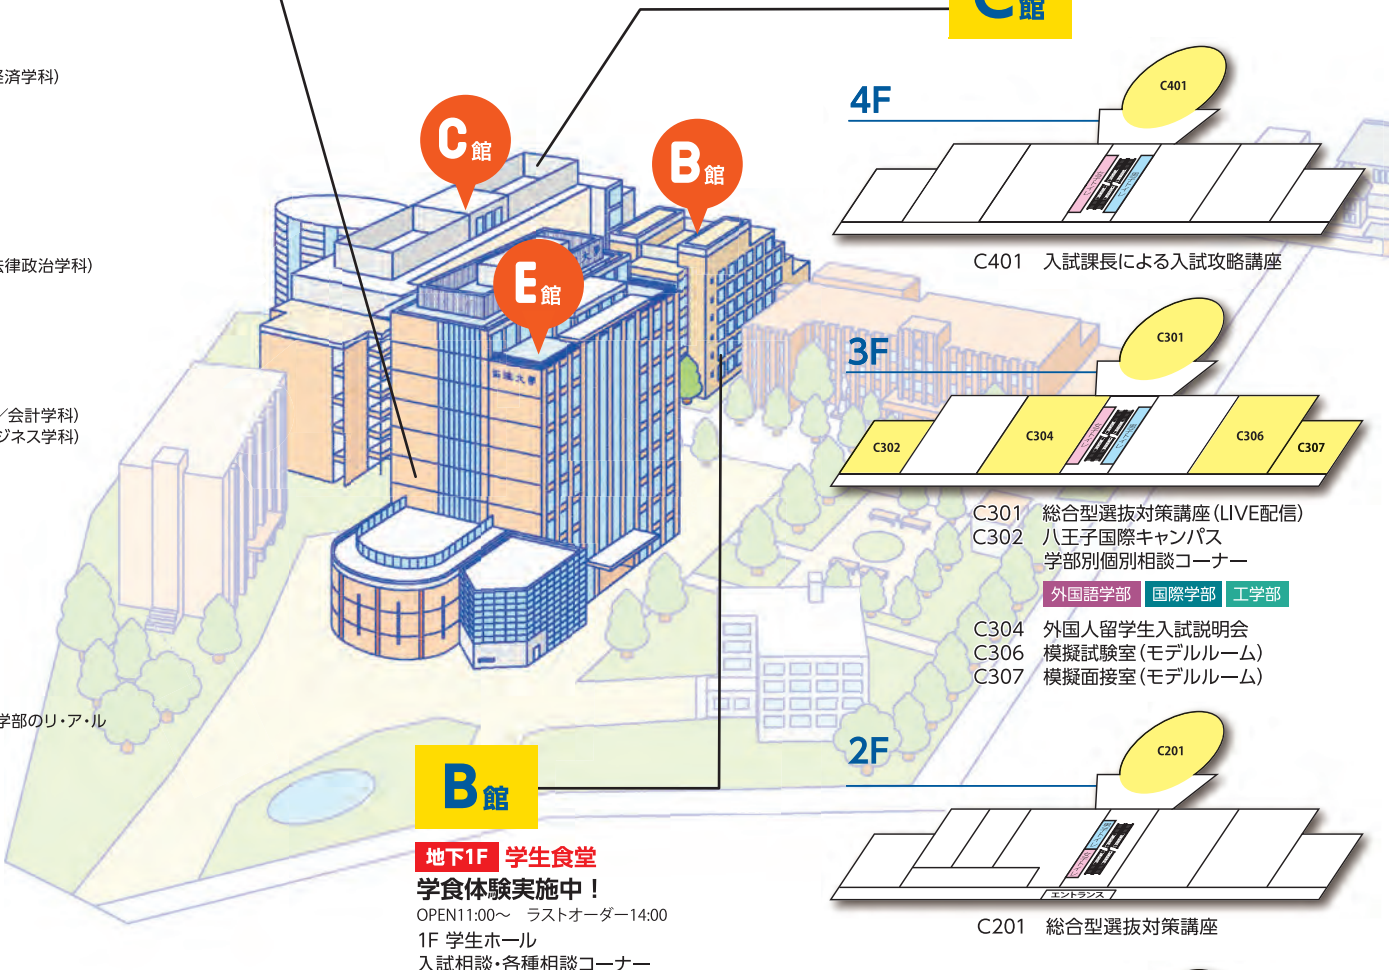 経済学科)
法律政治学科)
/会計学科)
ジネス学科)
学部のリ・ア・ル
C館
B館
E館
拓殖大学
B館
地下1F 学生食堂
学食体験実施中！
OPEN11:00〜 ラストオーダー14:00
1F 学生ホール
入試相談・各種相談コーナー
C館
4F
C401
C401 入試課長による入試攻略講座
3F
C301
C302
C304
C306
C307
C301 総合型選抜対策講座(LIVE配信)
C302 八王子国際キャンパス
学部別個別相談コーナー
外国語学部 国際学部 工学部
C304 外国人留学生入試説明会
C306 模擬試験室(モデルルーム)
C307 模擬面接室(モデルルーム)
2F
C201
エントランス
C201 総合型選抜対策講座